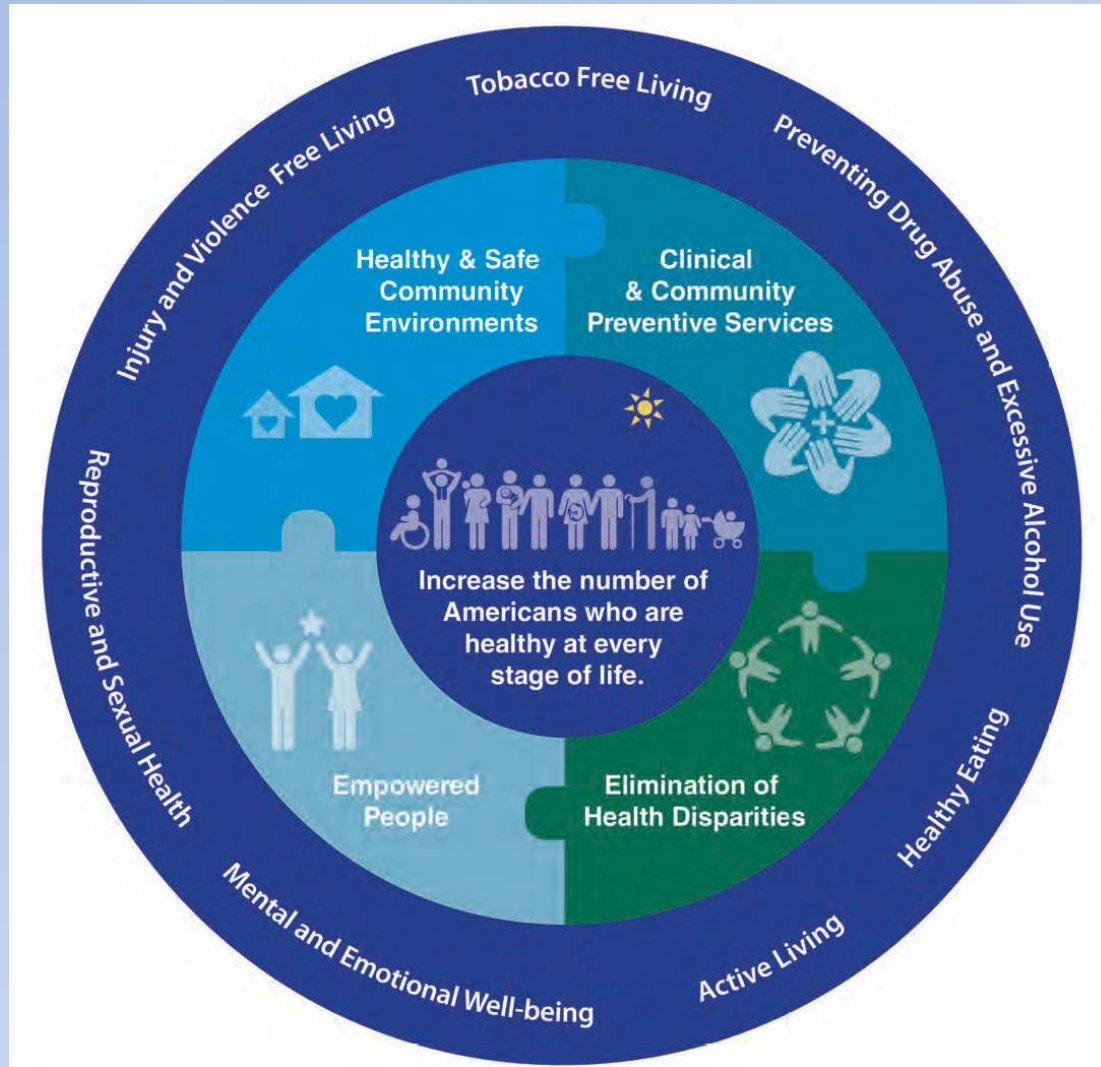 Tobacco Free Living
Preventing Drug Abuse and Excessive Alcohol Use
Healthy Eating
Active Living
Mental and Emotional Well-being
Reproductive and Sexual Health
Injury and Violence Free Living
Healthy & Safe
Community
Environments
Clinical
& Community
Preventive Services
Elimination of
Health Disparities
Empowered
People
Increase the number of
Americans who are
healthy at every
stage of life.